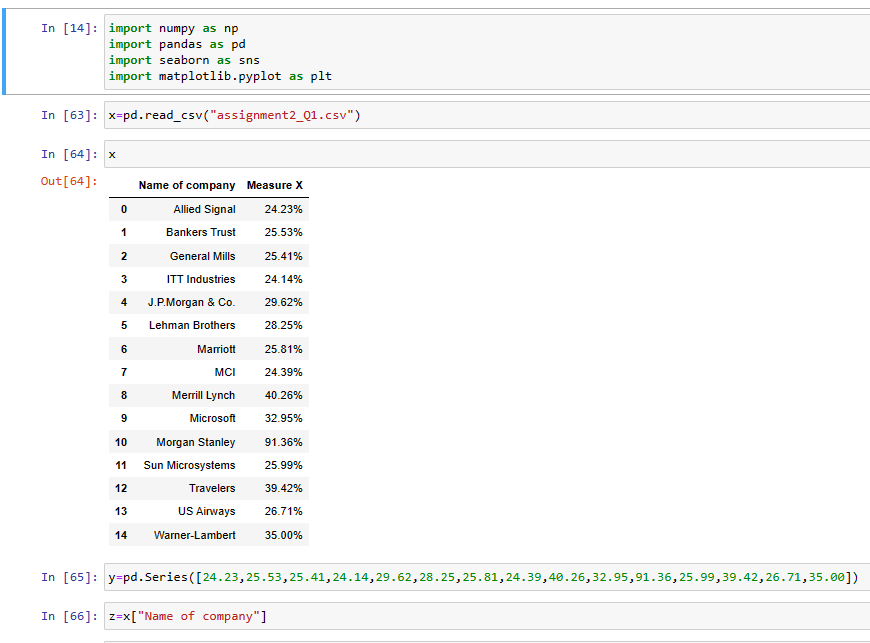 In [14]: import numpy as np
import pandas as pd
import seaborn as sns
import matplotlib.pyplot as plt
In [63]: x=pd.read_csv("assignment2_Q1.csv")
In [64]: x
Out[64]:
Name of company Measure X
0 Allied Signal 24.23%
1 Bankers Trust 25.53%
2 General Mills 25.41%
3 ITT Industries 24.14%
4 J.P.Morgan & Co. 29.62%
5 Lehman Brothers 28.25%
6 Marriott 25.81%
7 MCI 24.39%
8 Merrill Lynch 40.26%
9 Microsoft 32.95%
10 Morgan Stanley 91.36%
11 Sun Microsystems 25.99%
12 Travelers 39.42%
13 US Airways 26.71%
14 Warner-Lambert 35.00%
In [65]: y=pd.Series([24.23,25.53,25.41,24.14,29.62,28.25,25.81,24.39,40.26,32.95,91.36,25.99,39.42,26.71,35.00])
In [66]: z=x["Name of company"]